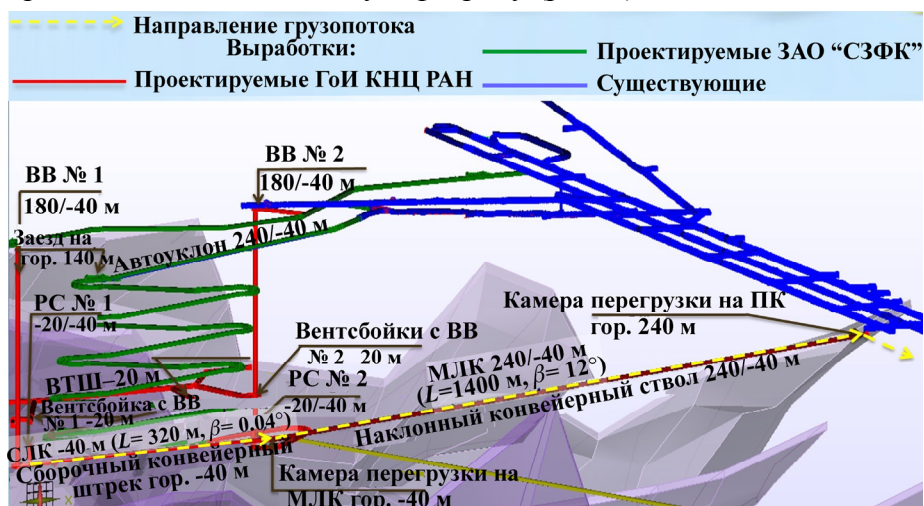 Направление грузопотока
Выработки:
Проектируемые ЗАО “СЗФК”
Проектируемые ГоИ КНЦ РАН
Существующие
ВВ № 2
180/-40 м
ВВ № 1
180/-40 м
Заезд на
гор. 140 м
Автоуклон 240/-40 м
РС № 1
-20/-40 м
Камера перегрузки на ПК
гор. 240 м
Вентсбойки с ВВ
№ 2 20 м
МЛК 240/-40 м
(L=1400 м, β= 12°)
Наклонный конвейерный ствол 240/-40 м
ВТШ–20 м
РС № 2
-20/-40 м
Вентсбойка с ВВ
№ 1 -20 м
СЛК -40 м (L= 320 м, β= 0.04°)
Сборочный конвейерный
штрек гор. -40 м
Камера перегрузки на
МЛК гор. -40 м
X